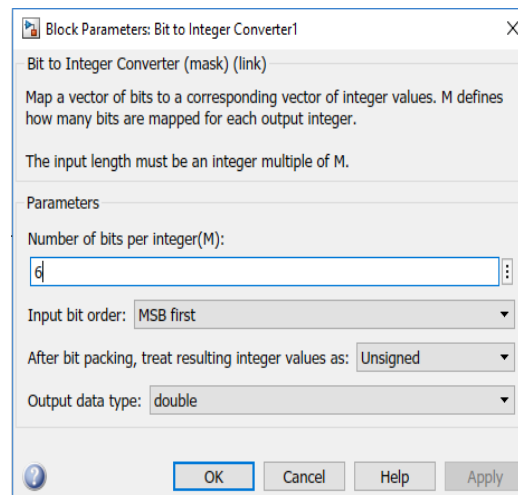 Block Parameters: Bit to Integer Converter1
Bit to Integer Converter (mask) (link)
Map a vector of bits to a corresponding vector of integer values. M defines
how many bits are mapped for each output integer.
The input length must be an integer multiple of M.
Parameters
Number of bits per integer(M):
6
Input bit order: MSB first
After bit packing, treat resulting integer values as: Unsigned
Output data type: double
OK Cancel Help Apply